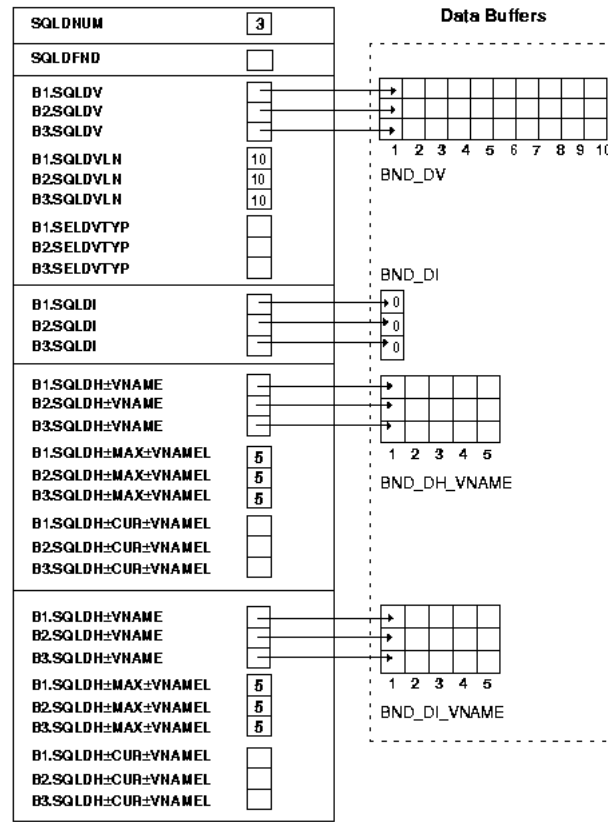 Data Buffers
SQLDNUM 3
SQLDFND
B1.SQLDV
B2.SQLDV
B3.SQLDV
1 2 3 4 5 6 7 8 9 10
BND_DV
B1.SQLDVLN 10
B2.SQLDVLN 10
B3.SQLDVLN 10
B1.SELDVTYP
B2.SELDVTYP
B3.SELDVTYP
BND_DI
B1.SQLDI 0
B2.SQLDI 0
B3.SQLDI 0
B1.SQLDH±VNAME
B2.SQLDH±VNAME
B3.SQLDH±VNAME
1 2 3 4 5
BND_DH_VNAME
B1.SQLDH±MAX±VNAMEL 5
B2.SQLDH±MAX±VNAMEL 5
B3.SQLDH±MAX±VNAMEL 5
B1.SQLDH±CUR±VNAMEL
B2.SQLDH±CUR±VNAMEL
B3.SQLDH±CUR±VNAMEL
B1.SQLDH±VNAME
B2.SQLDH±VNAME
B3.SQLDH±VNAME
1 2 3 4 5
BND_DI_VNAME
B1.SQLDH±MAX±VNAMEL 5
B2.SQLDH±MAX±VNAMEL 5
B3.SQLDH±MAX±VNAMEL 5
B1.SQLDH±CUR±VNAMEL
B2.SQLDH±CUR±VNAMEL
B3.SQLDH±CUR±VNAMEL